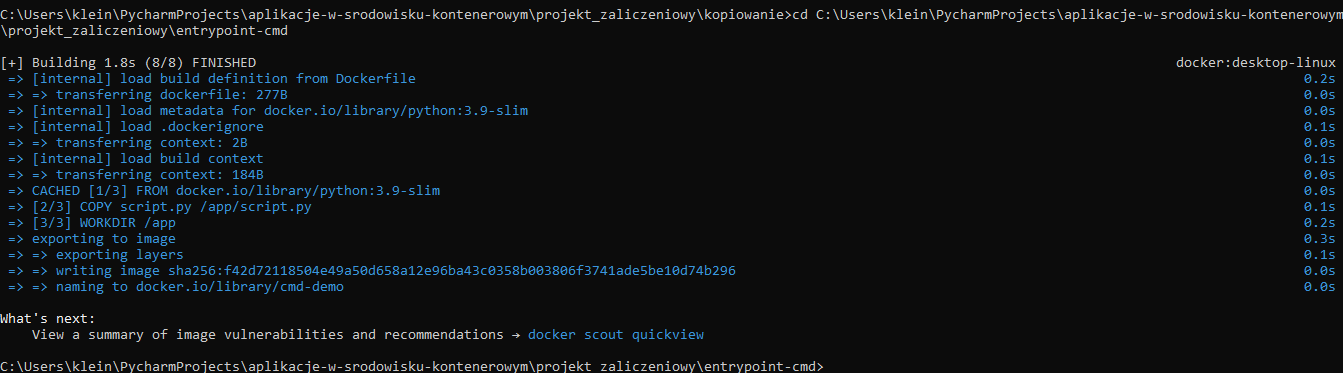 C:\Users\klein\PycharmProjects\aplikacje-w-srodowisku-kontenerowym\projekt_zaliczeniowy\kopiowanie>cd C:\Users\klein\PycharmProjects\aplikacje-w-srodowisku-kontenerowym
\projekt_zaliczeniowy\entrypoint-cmd
[+] Building 1.8s (8/8) FINISHED docker:desktop-linux
=> [internal] load build definition from Dockerfile 0.2s
=> => transferring dockerfile: 277B 0.0s
=> [internal] load metadata for docker.io/library/python:3.9-slim 0.0s
=> [internal] load .dockerignore 0.1s
=> => transferring context: 2B 0.0s
=> [internal] load build context 0.1s
=> => transferring context: 184B 0.0s
=> CACHED [1/3] FROM docker.io/library/python:3.9-slim 0.0s
=> [2/3] COPY script.py /app/script.py 0.1s
=> [3/3] WORKDIR /app 0.2s
=> exporting to image 0.3s
=> => exporting layers 0.1s
=> => writing image sha256:f42d72118504e49a50d658a12e96ba43c0358b003806f3741ade5be10d74b296 0.0s
=> => naming to docker.io/library/cmd-demo 0.0s
What's next:
View a summary of image vulnerabilities and recommendations → docker scout quickview
C:\Users\klein\PycharmProjects\aplikacje-w-srodowisku-kontenerowym\projekt_zaliczeniowy\entrypoint-cmd>